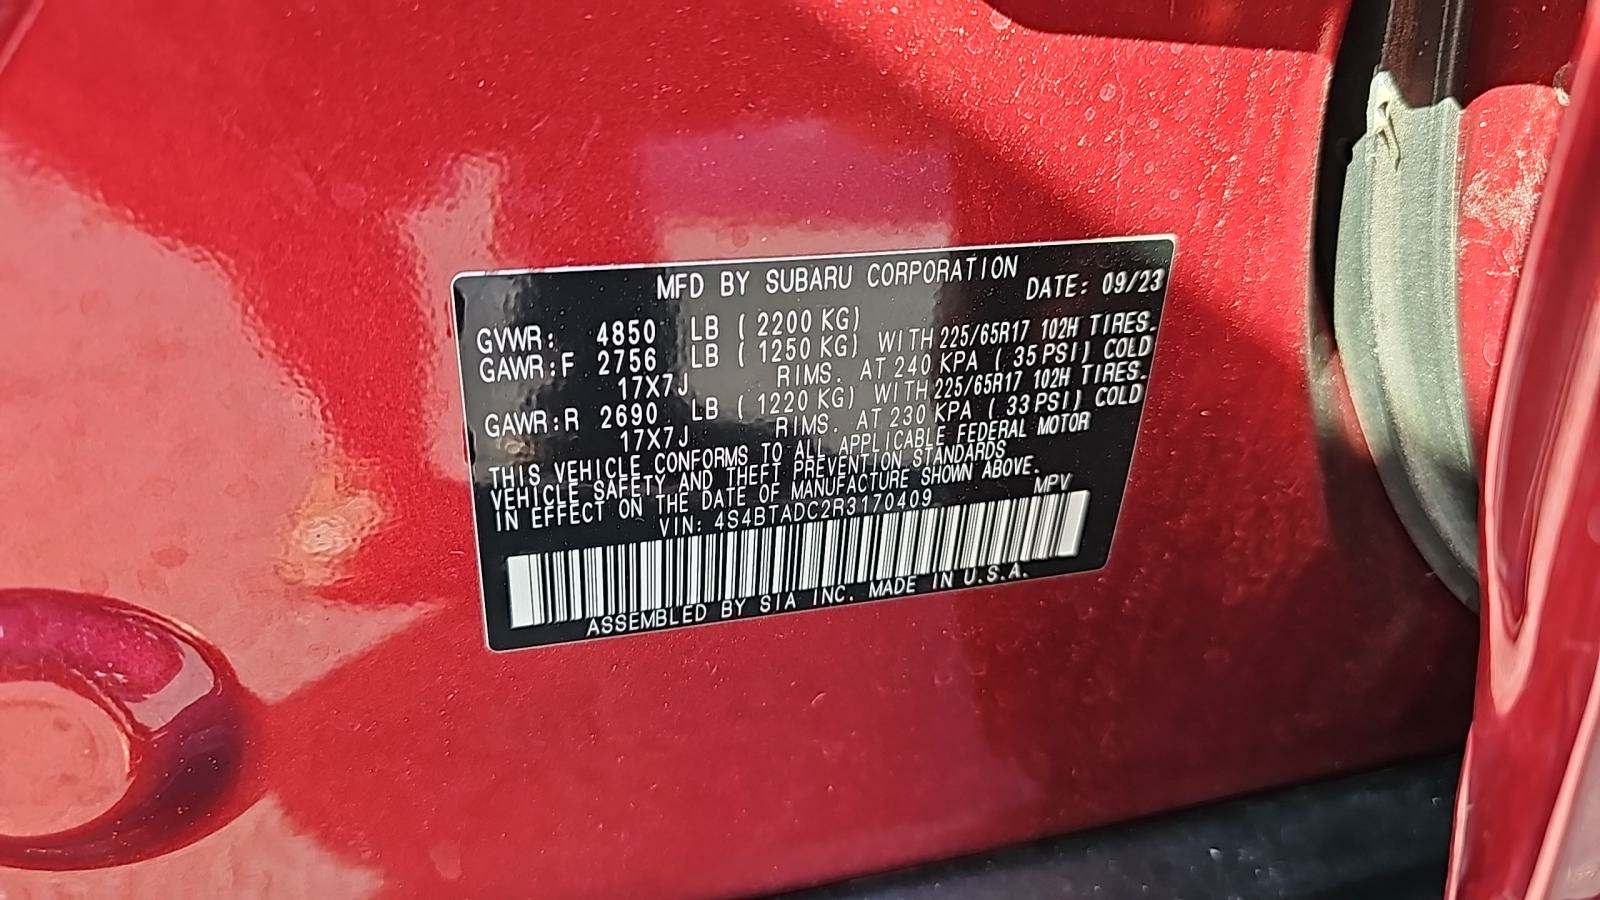 MFD BY SUBARU CORPORATION DATE: 09/23
GVWR: 4850 LB (2200 KG)
GAWR:F 2756 LB (1250 KG) WITH 225/65R17 102H TIRES.
17X7J RIMS. AT 240 KPA (35 PSI) COLD
GAWR:R 2690 LB (1220 KG) WITH 225/65R17 102H TIRES.
17X7J RIMS. AT 230 KPA (33 PSI) COLD
THIS VEHICLE CONFORMS TO ALL APPLICABLE FEDERAL MOTOR
VEHICLE SAFETY AND THEFT PREVENTION STANDARDS
IN EFFECT ON THE DATE OF MANUFACTURE SHOWN ABOVE.
VIN: 4S4BTADC2R3170409 MPV
ASSEMBLED BY SIA INC. MADE IN U.S.A.